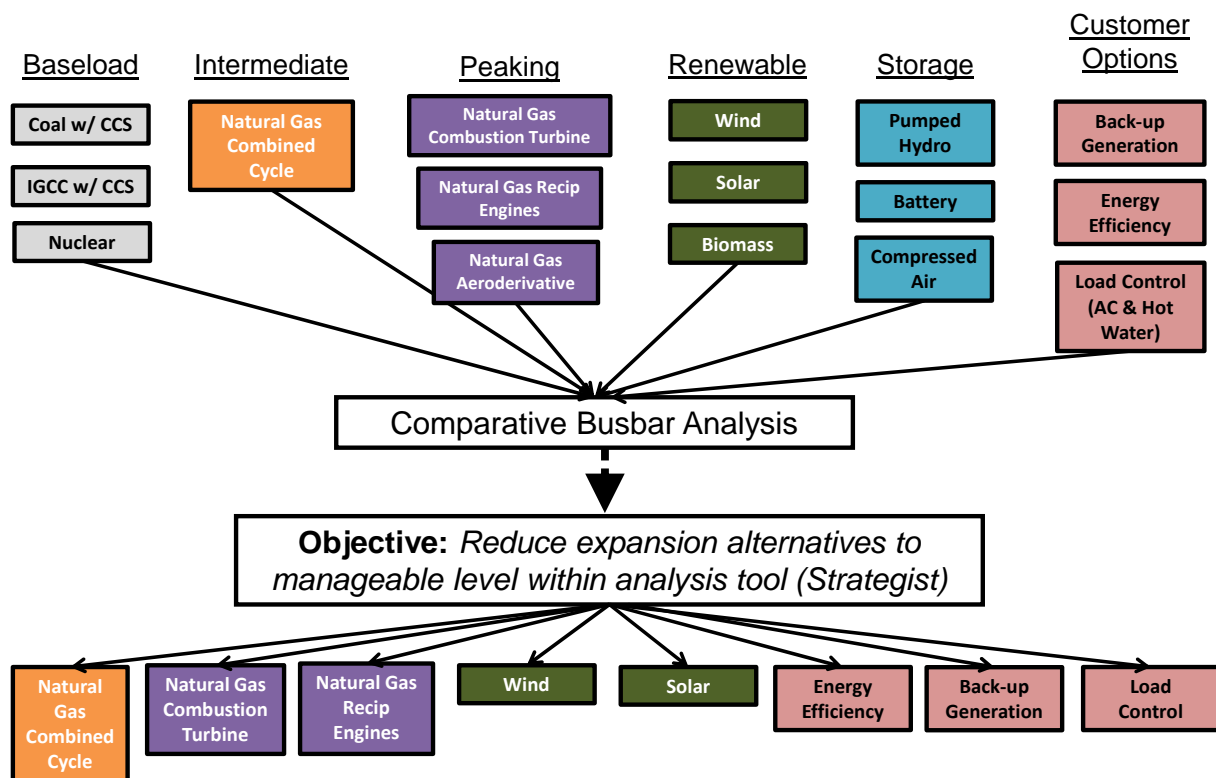 Baseload
Intermediate
Peaking
Renewable
Storage
Customer
Options
Coal w/ CCS
IGCC w/ CCS
Nuclear
Natural Gas
Combined
Cycle
Natural Gas
Combustion Turbine
Natural Gas Recip
Engines
Natural Gas
Aeroderivative
Wind
Solar
Biomass
Pumped
Hydro
Battery
Compressed
Air
Back-up
Generation
Energy
Efficiency
Load Control
(AC & Hot
Water)
Comparative Busbar Analysis
Objective: Reduce expansion alternatives to
manageable level within analysis tool (Strategist)
Natural
Gas
Combined
Cycle
Natural Gas
Combustion
Turbine
Natural Gas
Recip
Engines
Wind
Solar
Energy
Efficiency
Back-up
Generation
Load
Control